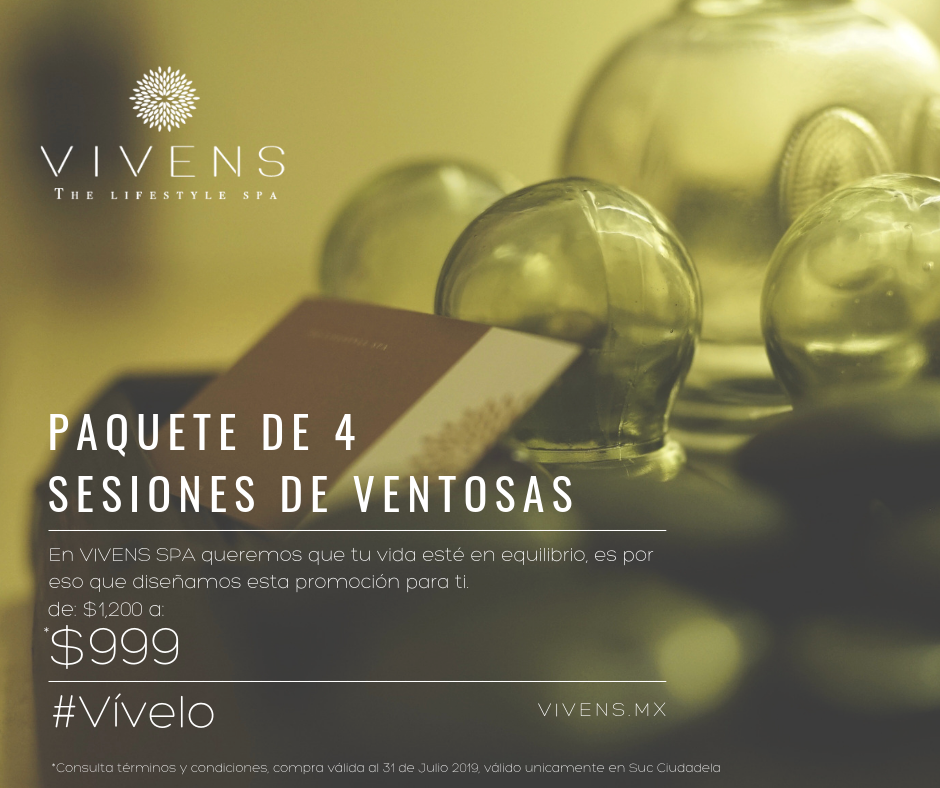 VIVENS
THE LIFESTYLE SPA
PAQUETE DE 4
SESIONES DE VENTOSAS
En VIVENS SPA queremos que tu vida esté en equilibrio, es por
eso que diseñamos esta promoción para ti.
de: $1,200 a:
*$999
#Vívelo
VIVENS.MX
*Consulta términos y condiciones, compra válida al 31 de Julio 2019, válido unicamente en Suc Ciudadela